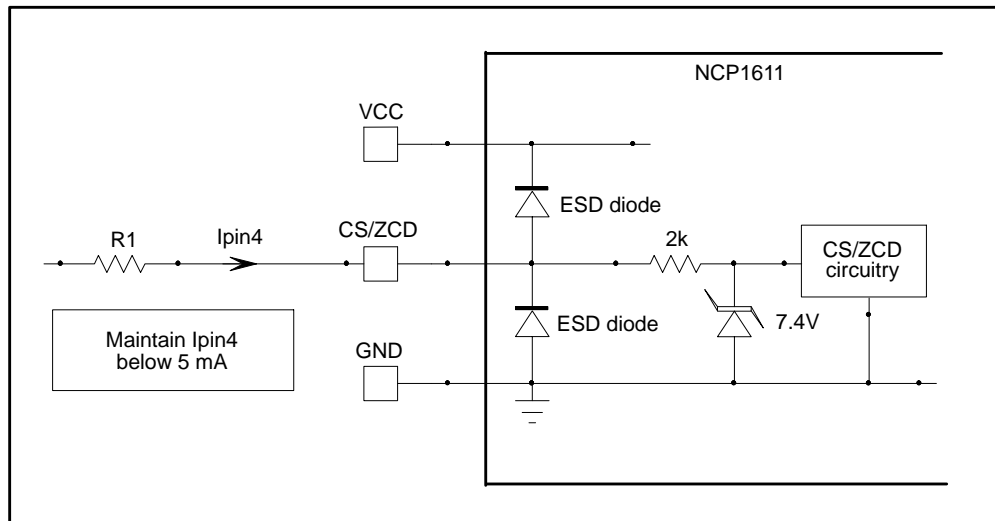 NCP1611
VCC
ESD diode
R1
Ipin4
CS/ZCD
2k
CS/ZCD
circuitry
ESD diode
7.4V
Maintain Ipin4
below 5 mA
GND